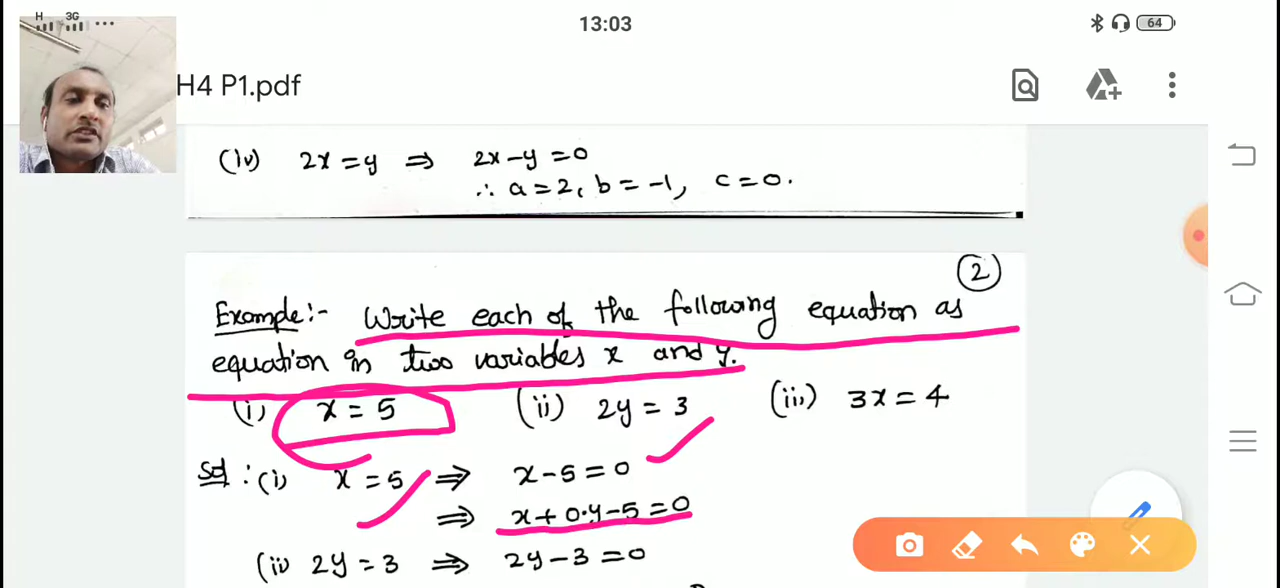 H 3G ••• 13:03 64
H4 P1.pdf
(iv) 2x = y ⇒ 2x - y = 0
∴ a = 2, b = -1, c = 0.
2
Example:- Write each of the following equation as
equation in two variables x and y.
(i) x = 5 (ii) 2y = 3 (iii) 3x = 4
Sol: (i) x = 5 ⇒ x - 5 = 0
⇒ x + 0·y - 5 = 0
(ii) 2y = 3 ⇒ 2y - 3 = 0